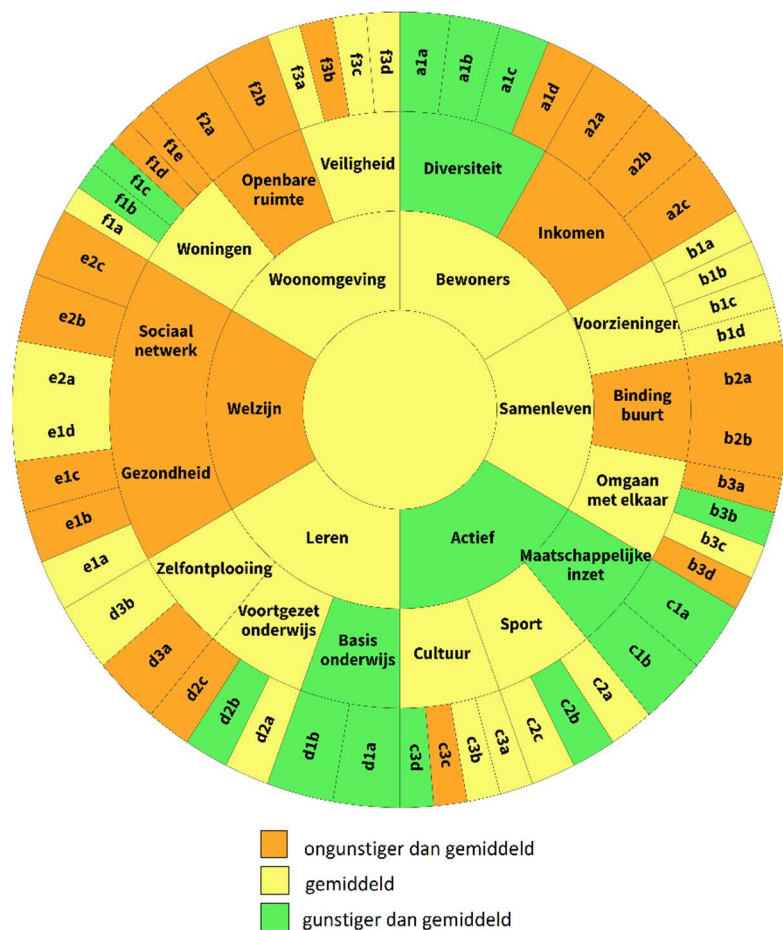 a1a
a1b
a1c
a1d
a2a
a2b
a2c
b1a
b1b
b1c
b1d
b2a
b2b
b3a
b3b
b3c
b3d
c1a
c1b
c2a
c2b
c2c
c3a
c3b
c3c
c3d
d1a
d1b
d2a
d2b
d2c
d3a
d3b
e1a
e1b
e1c
e1d
e2a
e2b
e2c
f1a
f1b
f1c
f1d
f1e
f2a
f2b
f3a
f3b
f3c
f3d
Diversiteit
Inkomen
Voorzieningen
Binding
buurt
Omgaan
met elkaar
Maatschappelijke
inzet
Sport
Cultuur
Basis
onderwijs
Voortgezet
onderwijs
Zelfontplooiing
Gezondheid
Sociaal
netwerk
Woningen
Openbare
ruimte
Veiligheid
Bewoners
Samenleven
Actief
Leren
Welzijn
Woonomgeving
ongunstiger dan gemiddeld
gemiddeld
gunstiger dan gemiddeld